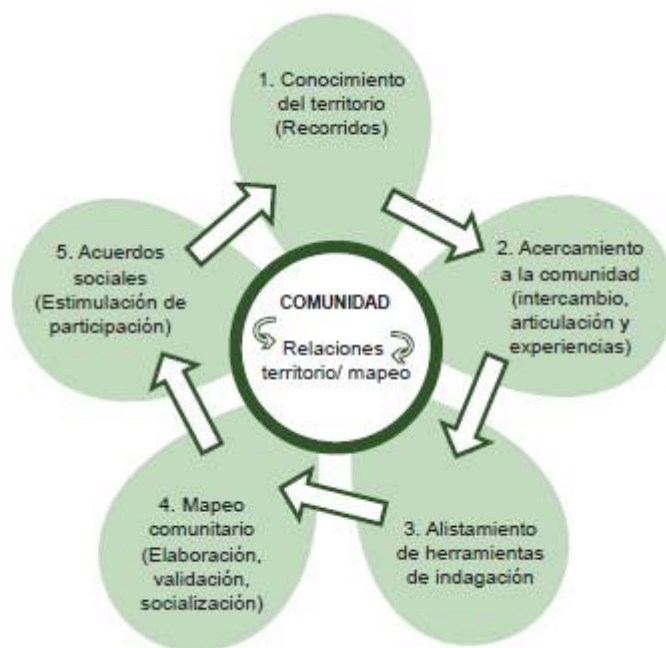 1. Conocimiento
del territorio
(Recorridos)
2. Acercamiento
a la comunidad
(intercambio,
articulación y
experiencias)
3. Alistamiento
de herramientas
de indagación
4. Mapeo
comunitario
(Elaboración,
validación,
socialización)
5. Acuerdos
sociales
(Estimulación de
participación)
COMUNIDAD
Relaciones
territorio/ mapeo